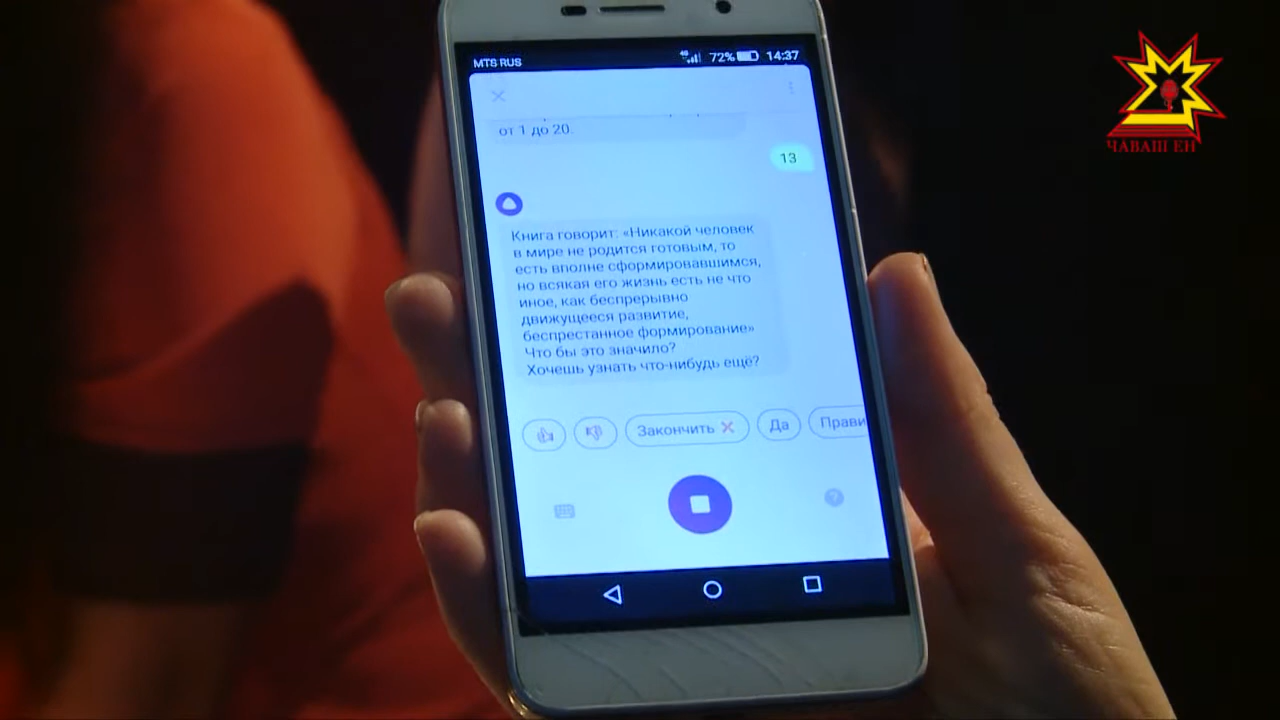 MTS RUS 4G 72% 14:37
ЧĂВАШ ЕН
от 1 до 20.
13
Книга говорит: «Никакой человек
в мире не родится готовым, то
есть вполне сформировавшимся,
но всякая его жизнь есть не что
иное, как беспрерывно
движущееся развитие,
беспрестанное формирование»
Что бы это значило?
Хочешь узнать что-нибудь ещё?
Закончить Да Прави